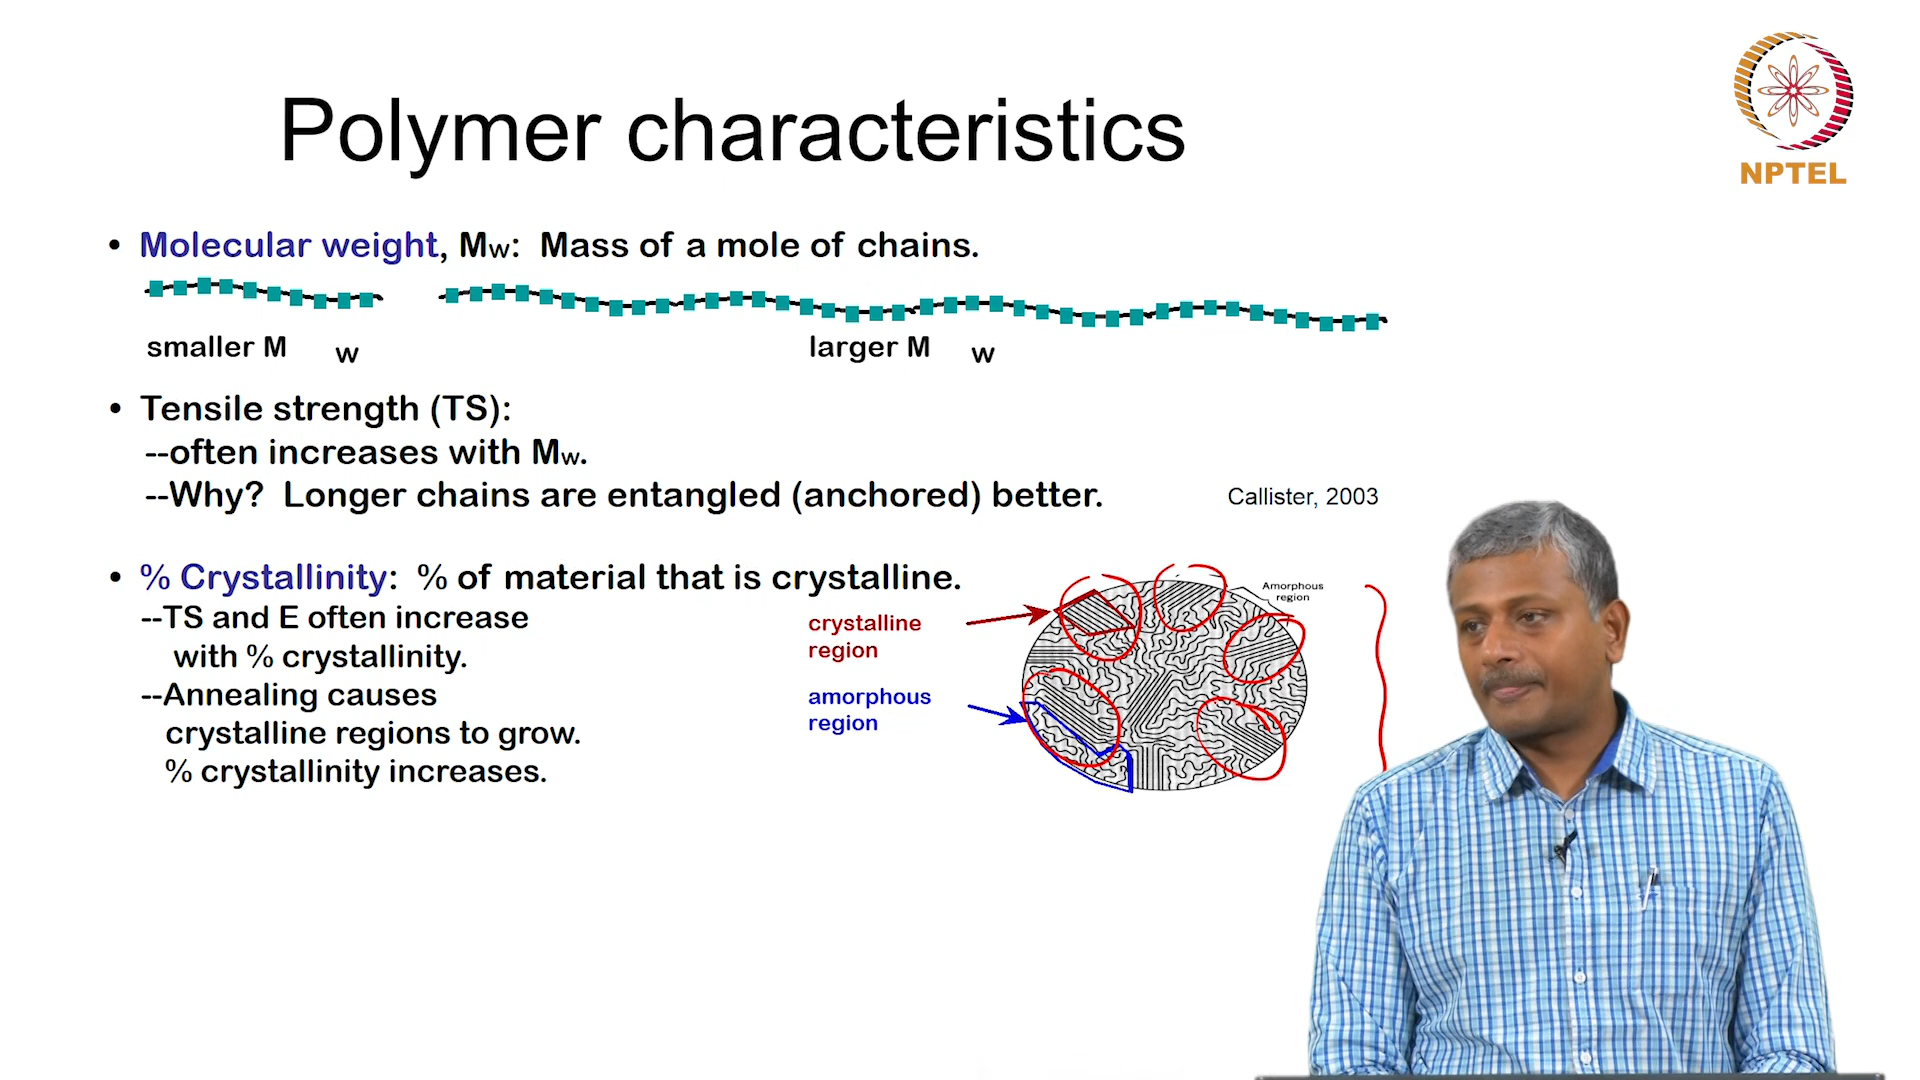 Polymer characteristics
NPTEL
• Molecular weight, Mw: Mass of a mole of chains.
smaller M w
larger M w
• Tensile strength (TS):
--often increases with Mw.
--Why? Longer chains are entangled (anchored) better.
Callister, 2003
• % Crystallinity: % of material that is crystalline.
--TS and E often increase
with % crystallinity.
--Annealing causes
crystalline regions to grow.
% crystallinity increases.
crystalline
region
amorphous
region
Amorphous
region